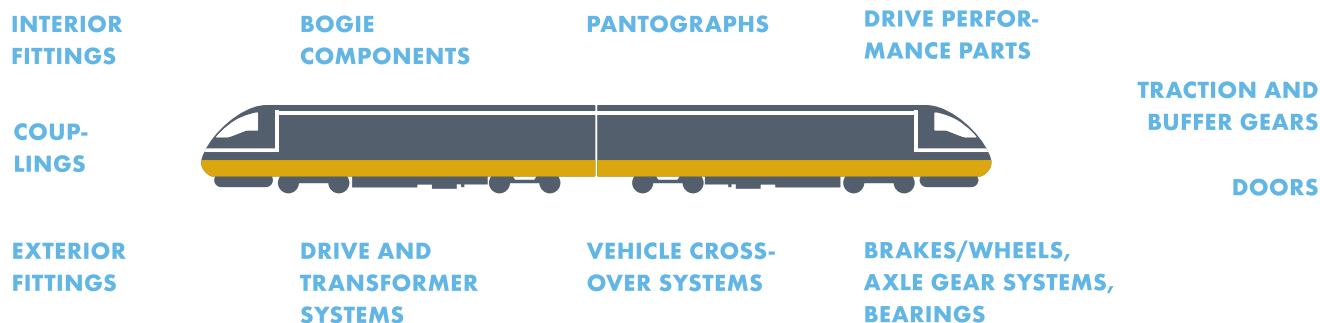 INTERIOR
FITTINGS
BOGIE
COMPONENTS
PANTOGRAPHS
DRIVE PERFOR-
MANCE PARTS
TRACTION AND
BUFFER GEARS
COUP-
LINGS
DOORS
EXTERIOR
FITTINGS
DRIVE AND
TRANSFORMER
SYSTEMS
VEHICLE CROSS-
OVER SYSTEMS
BRAKES/WHEELS,
AXLE GEAR SYSTEMS,
BEARINGS